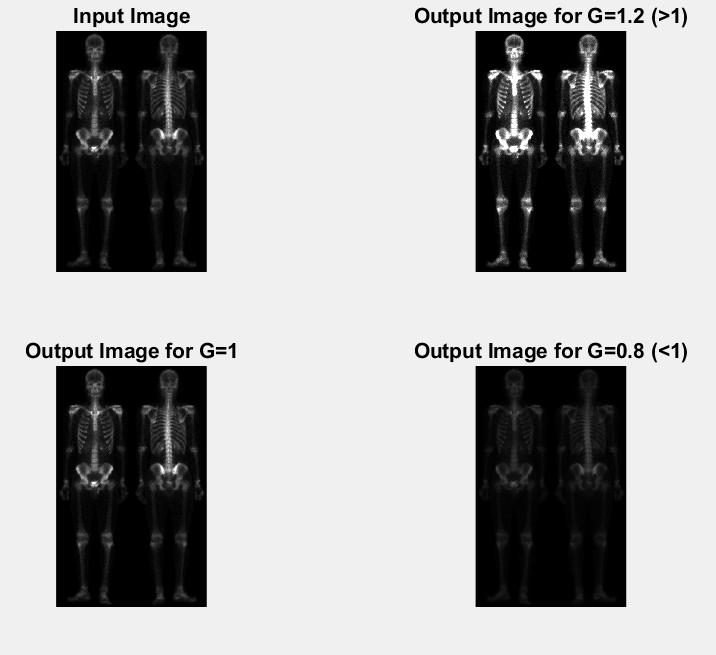 Input Image
Output Image for G=1.2 (>1)
Output Image for G=1
Output Image for G=0.8 (<1)